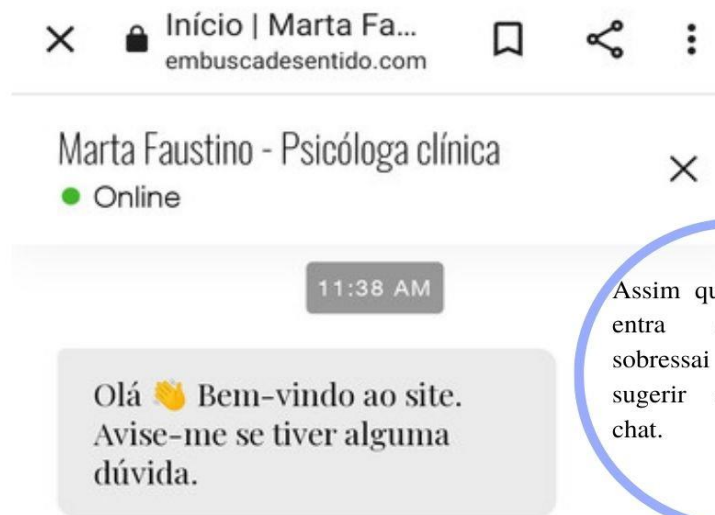 Início | Marta Fa...
embuscadesentido.com
Marta Faustino - Psicóloga clínica
Online
11:38 AM
Olá 👋 Bem-vindo ao site.
Avise-me se tiver alguma
dúvida.
Assim
entra
sobressai
sugerir
chat.